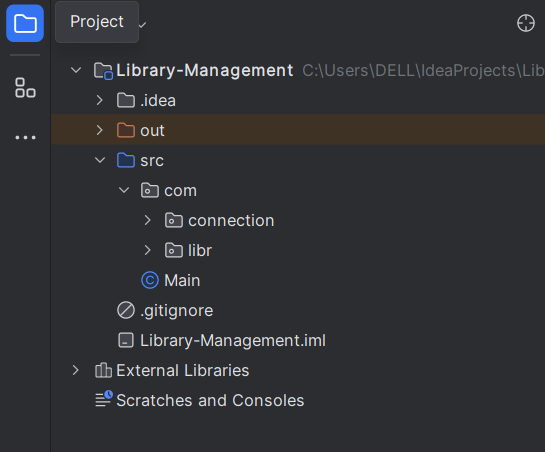 Project
Library-Management C:\Users\DELL\IdeaProjects\Lib
.idea
out
src
com
connection
libr
Main
.gitignore
Library-Management.iml
External Libraries
Scratches and Consoles